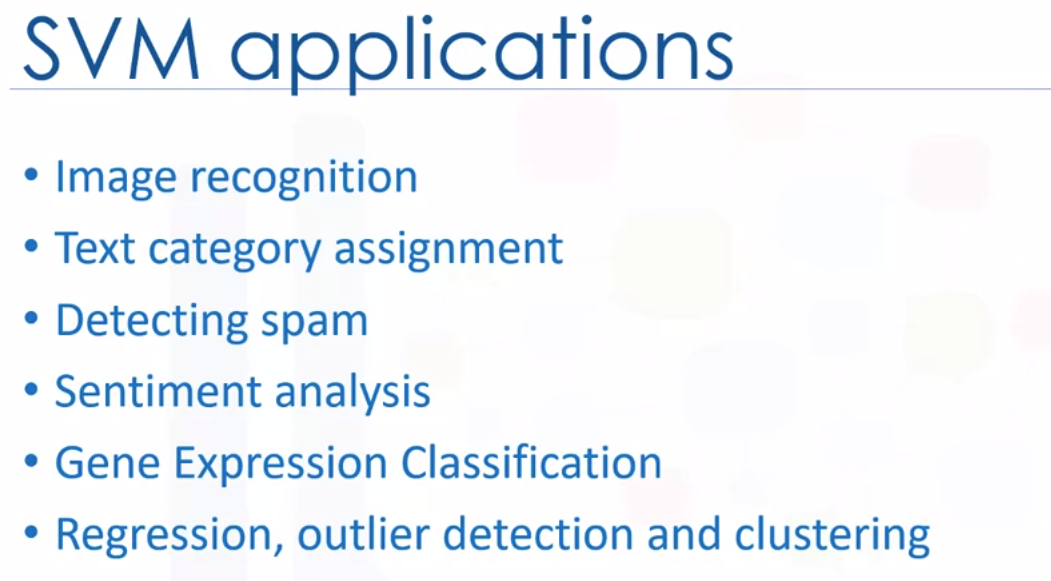 SVM applications
• Image recognition
• Text category assignment
• Detecting spam
• Sentiment analysis
• Gene Expression Classification
• Regression, outlier detection and clustering